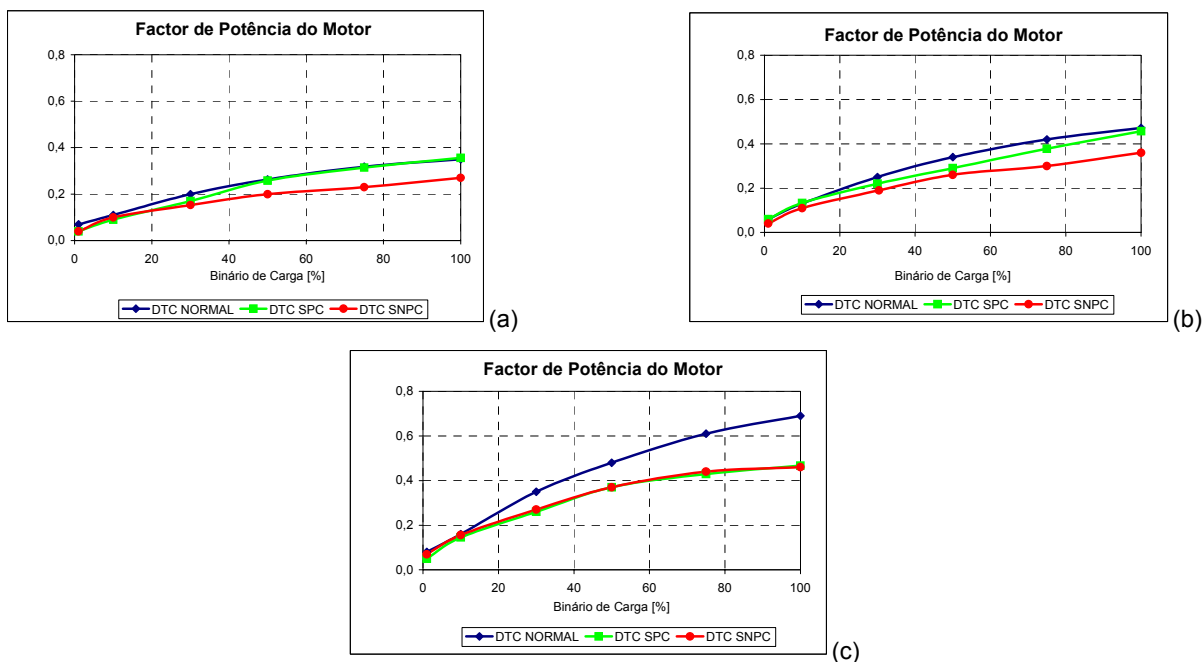 Factor de Potência do Motor
0,8
0,6
0,4
0,2
0,0
0 20 40 60 80 100
Binário de Carga [%]
DTC NORMAL DTC SPC DTC SNPC
(a)
Factor de Potência do Motor
0,8
0,6
0,4
0,2
0,0
0 20 40 60 80 100
Binário de Carga [%]
DTC NORMAL DTC SPC DTC SNPC
(b)
Factor de Potência do Motor
0,8
0,6
0,4
0,2
0,0
0 20 40 60 80 100
Binário de Carga [%]
DTC NORMAL DTC SPC DTC SNPC
(c)